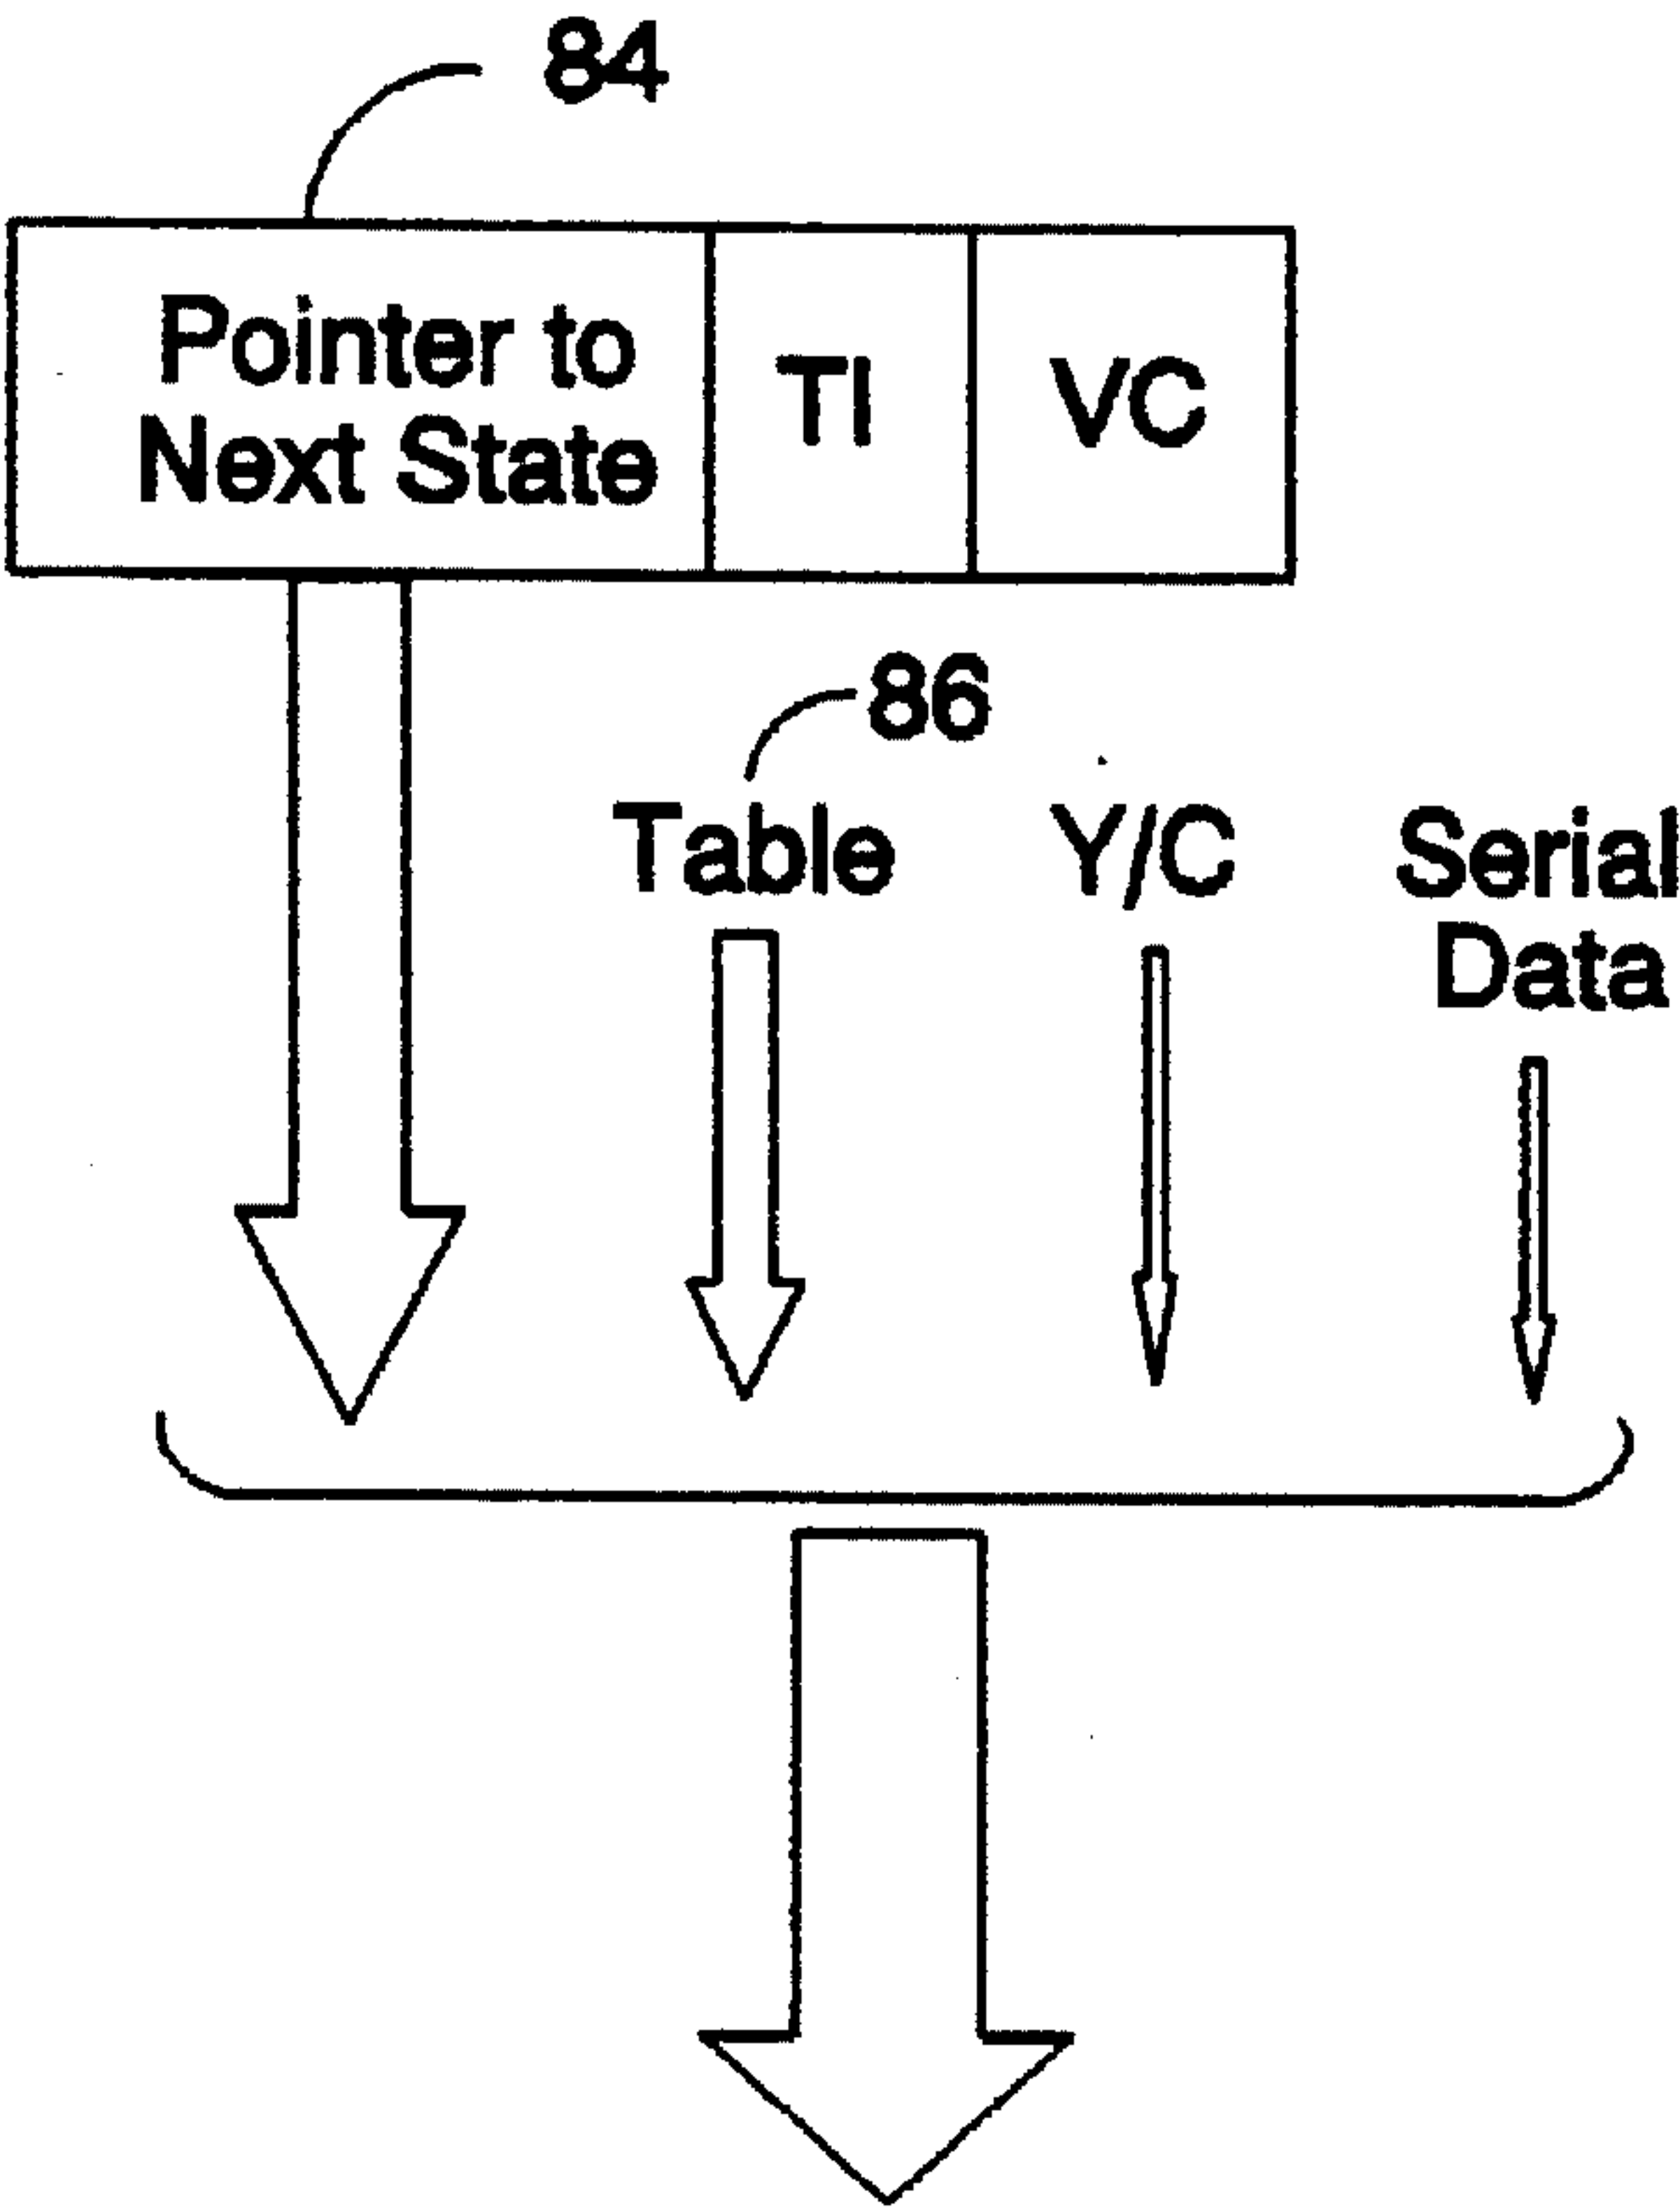 84
Pointer to
Next State
TI
VC
86
Table
Y/C
Serial
Data